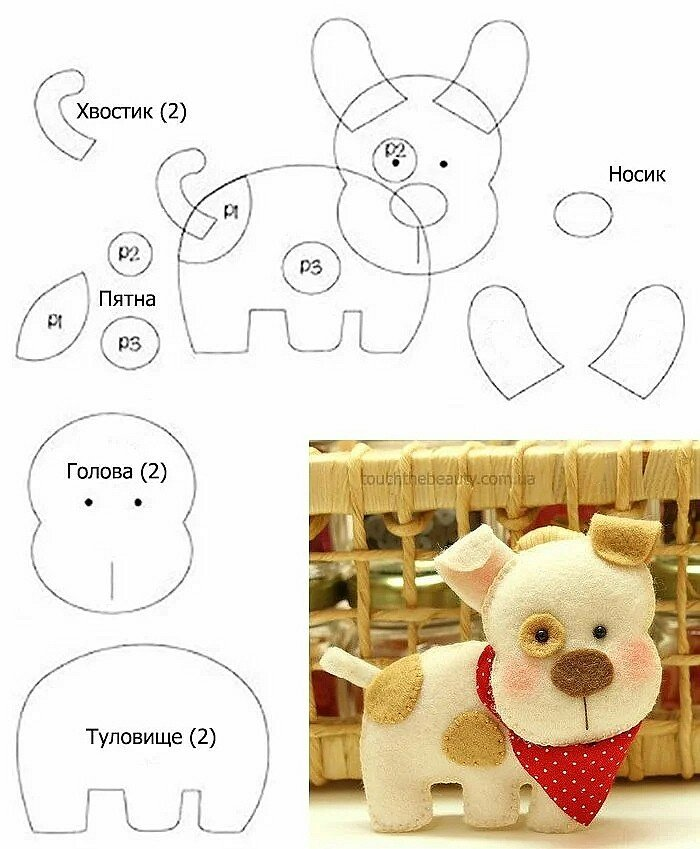 Хвостик (2)
p2
Носик
p1
p2
p3
Пятна
p1
p3
Голова (2)
touchthebeauty.com.ua
Туловище (2)